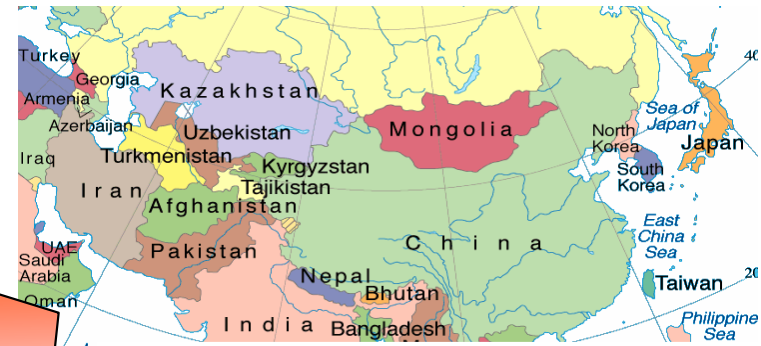 Turkey
Georgia
Armenia
Azerbaijan
Iraq
Iran
Kazakhstan
Uzbekistan
Turkmenistan
Kyrgyzstan
Tajikistan
Afghanistan
Pakistan
UAE
Saudi
Arabia
Oman
Mongolia
China
Nepal
Bhutan
India
Bangladesh
North
Korea
South
Korea
Sea of
Japan
Japan
East
China
Sea
Taiwan
Philippine
Sea